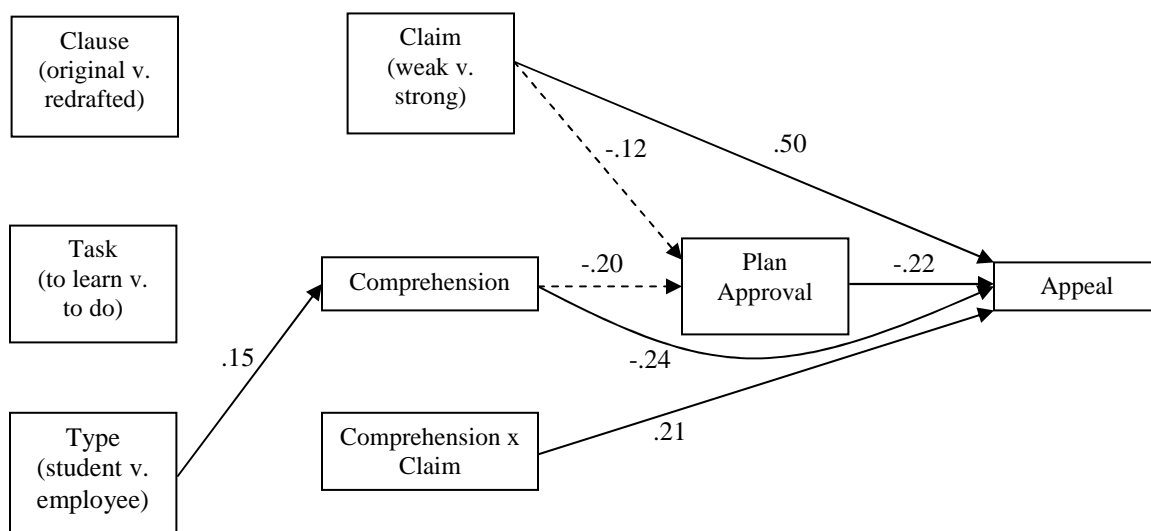 Clause
(original v.
redrafted)
Claim
(weak v.
strong)
.50
-.12
Task
(to learn v.
to do)
Comprehension
-.20
Plan
Approval
-.22
Appeal
.15
-.24
Type
(student v.
employee)
Comprehension x
Claim
.21